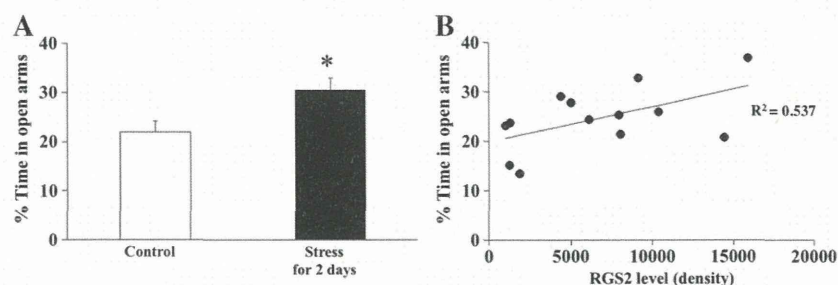 A
% Time in open arms
40
30
20
10
0
Control
Stress
for 2 days
*
B
% Time in open arms
40
30
20
10
0
0
5000
10000
15000
20000
R² = 0.537
RGS2 level (density)